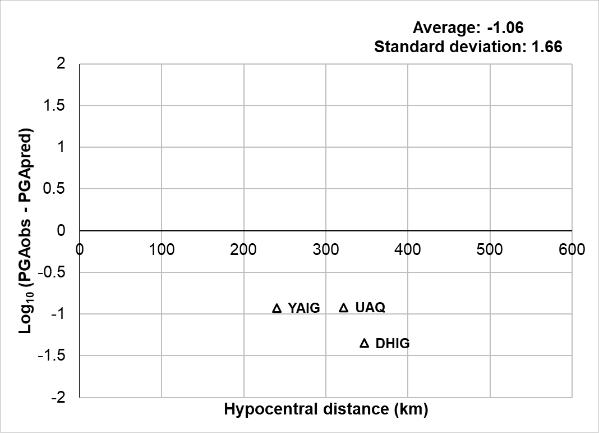 Average: -1.06
Standard deviation: 1.66
2
1.5
1
0.5
0
0 100 200 300 400 500 600
-0.5
-1
-1.5
-2
YAIG
UAQ
DHIG
Log10 (PGAobs - PGApred)
Hypocentral distance (km)